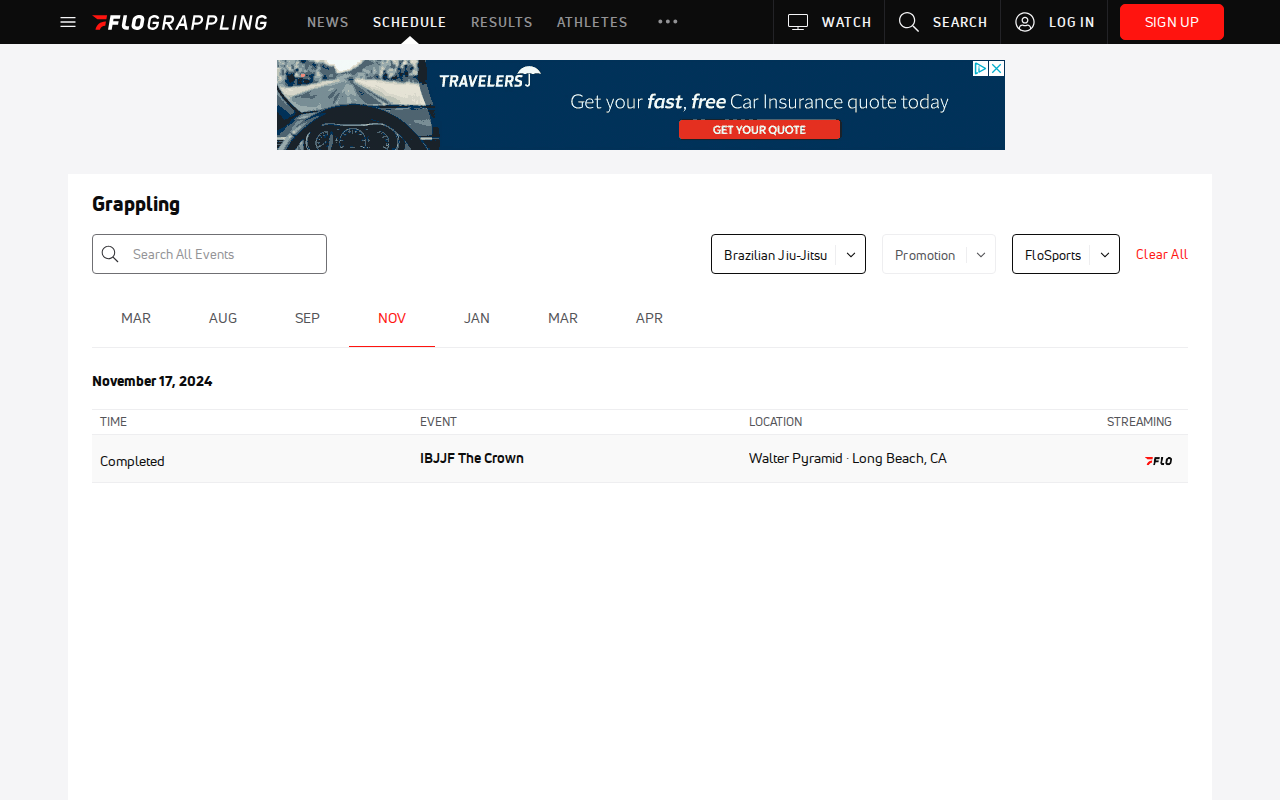 FLOGRAPPLING NEWS SCHEDULE RESULTS ATHLETES ••• WATCH SEARCH LOG IN SIGN UP
TRAVELERS
Get your fast, free Car Insurance quote today
GET YOUR QUOTE
Grappling
Search All Events Brazilian Jiu-Jitsu Promotion FloSports Clear All
MAR AUG SEP NOV JAN MAR APR
November 17, 2024
TIME EVENT LOCATION STREAMING
Completed IBJJF The Crown Walter Pyramid · Long Beach, CA FLO